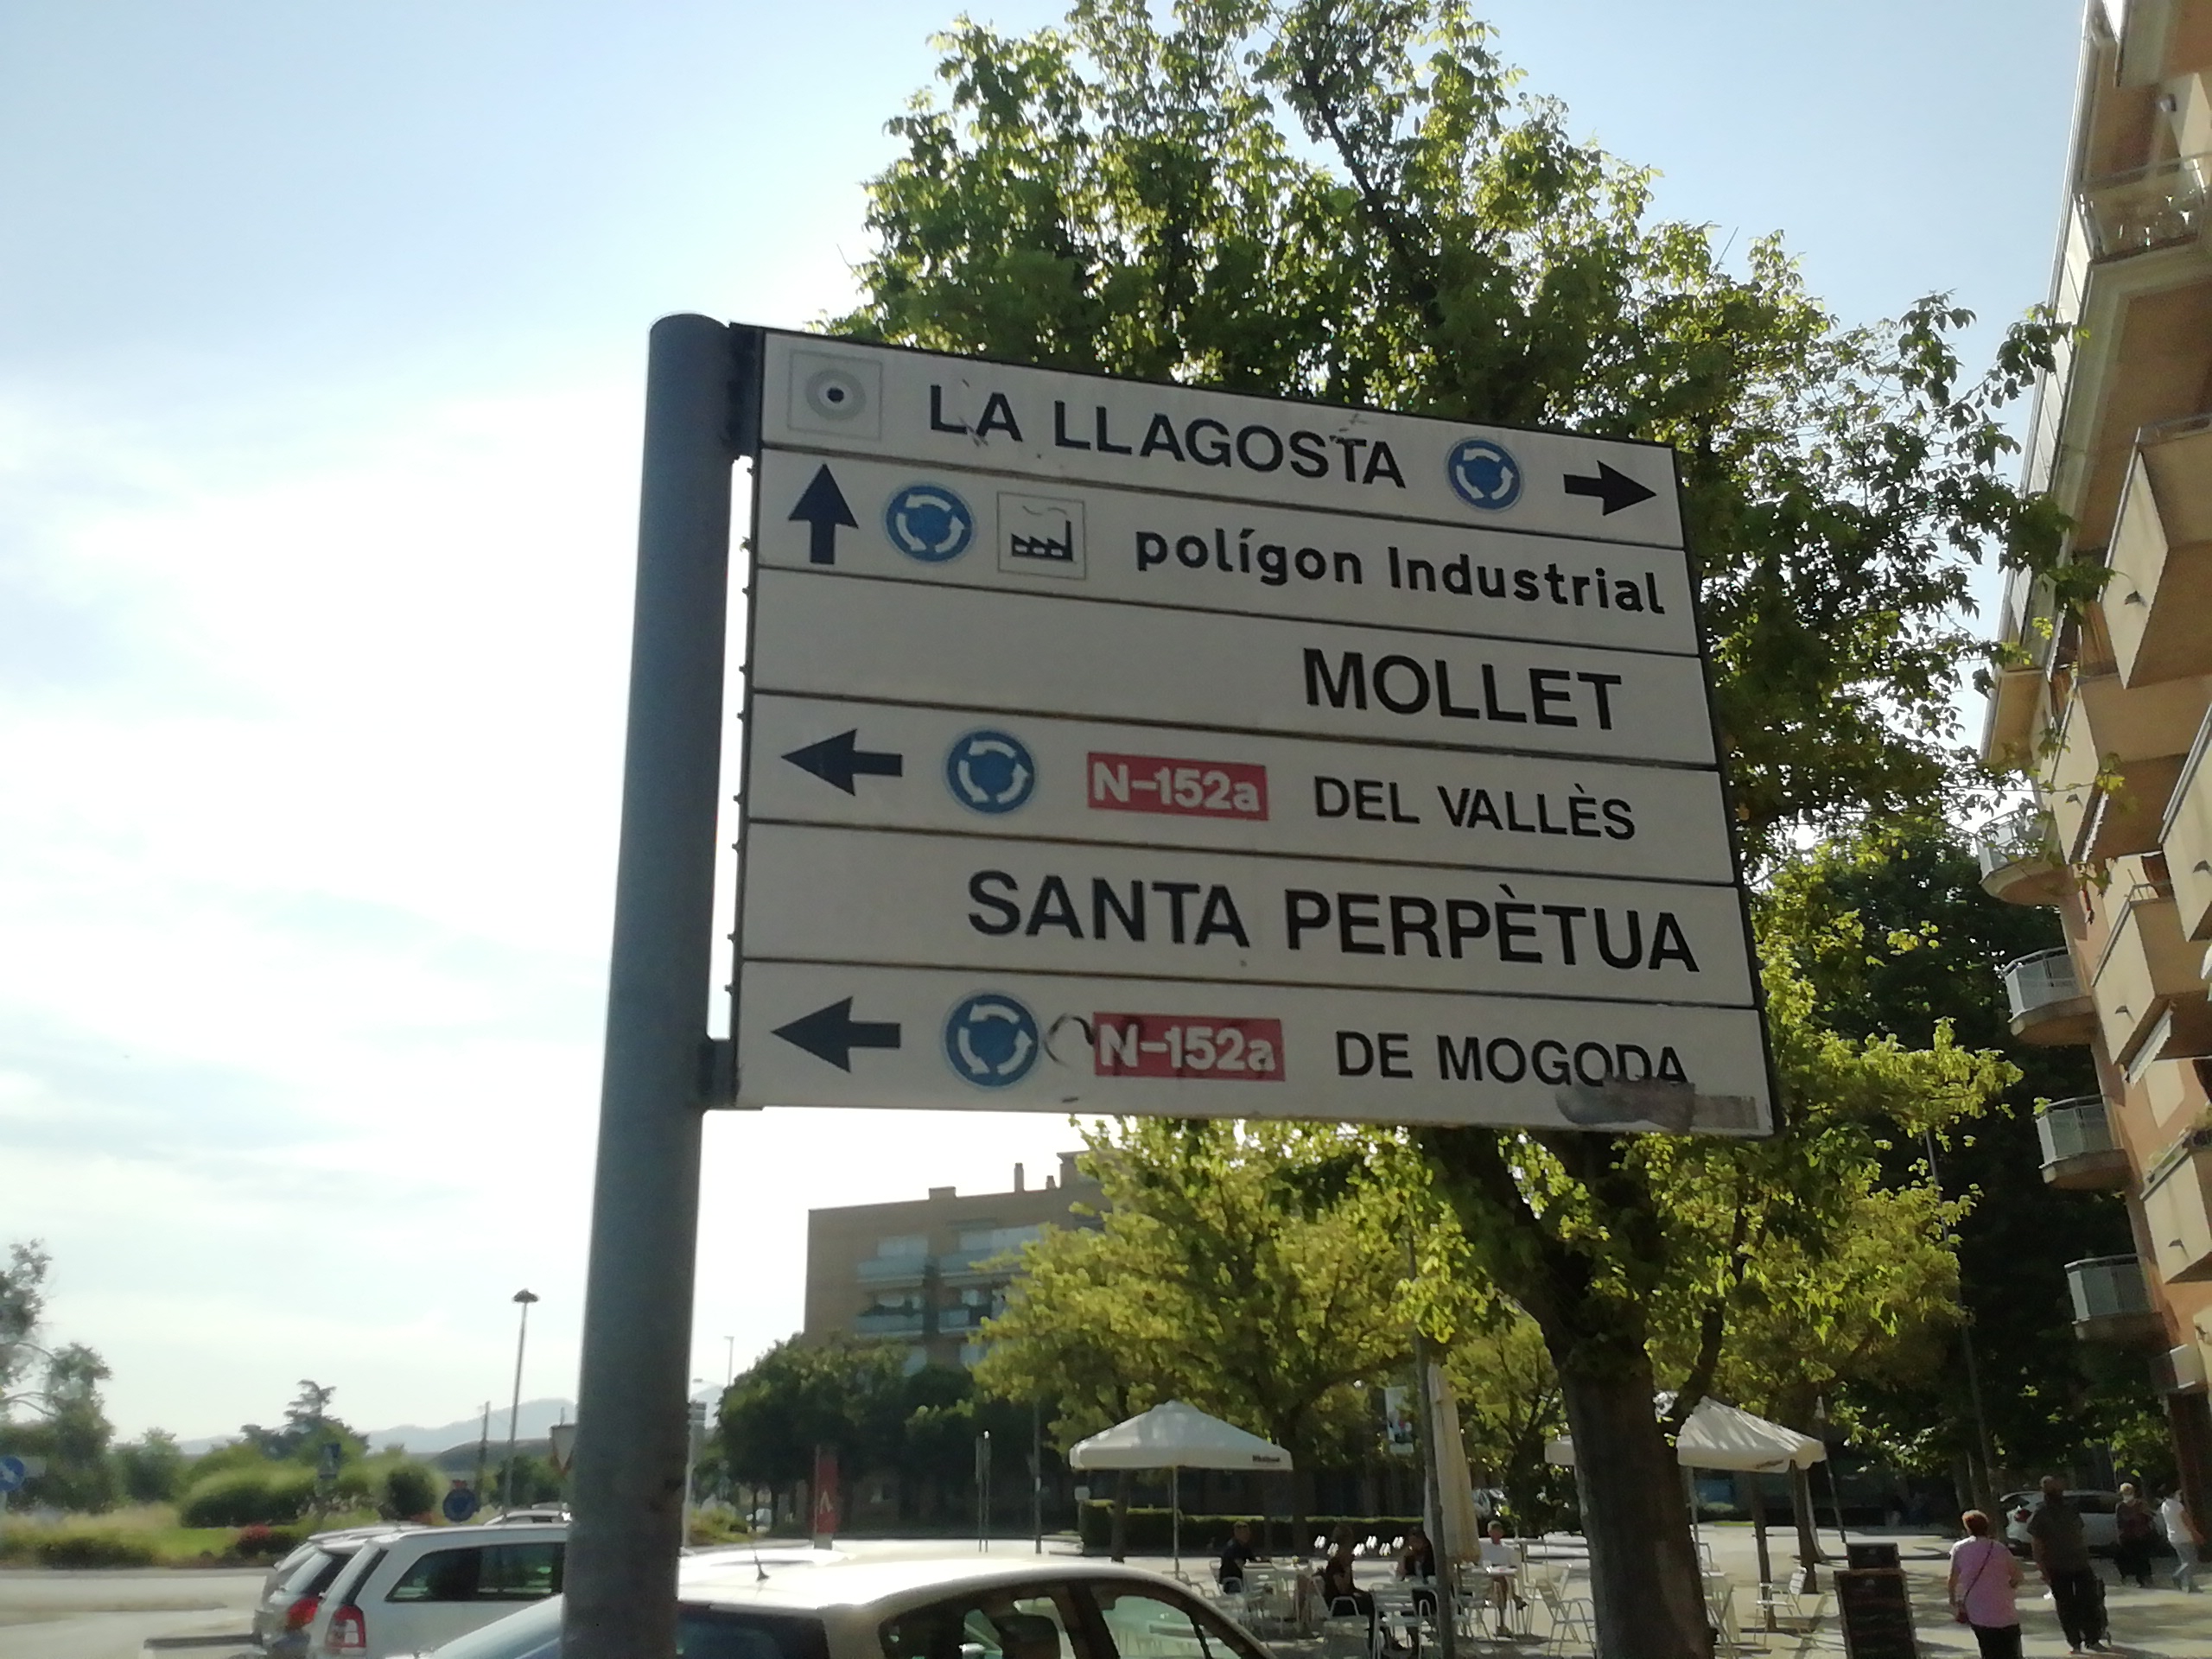 LA LLAGOSTA
polígon Industrial
MOLLET
N-152a DEL VALLÈS
SANTA PERPÈTUA
N-152a DE MOGODA